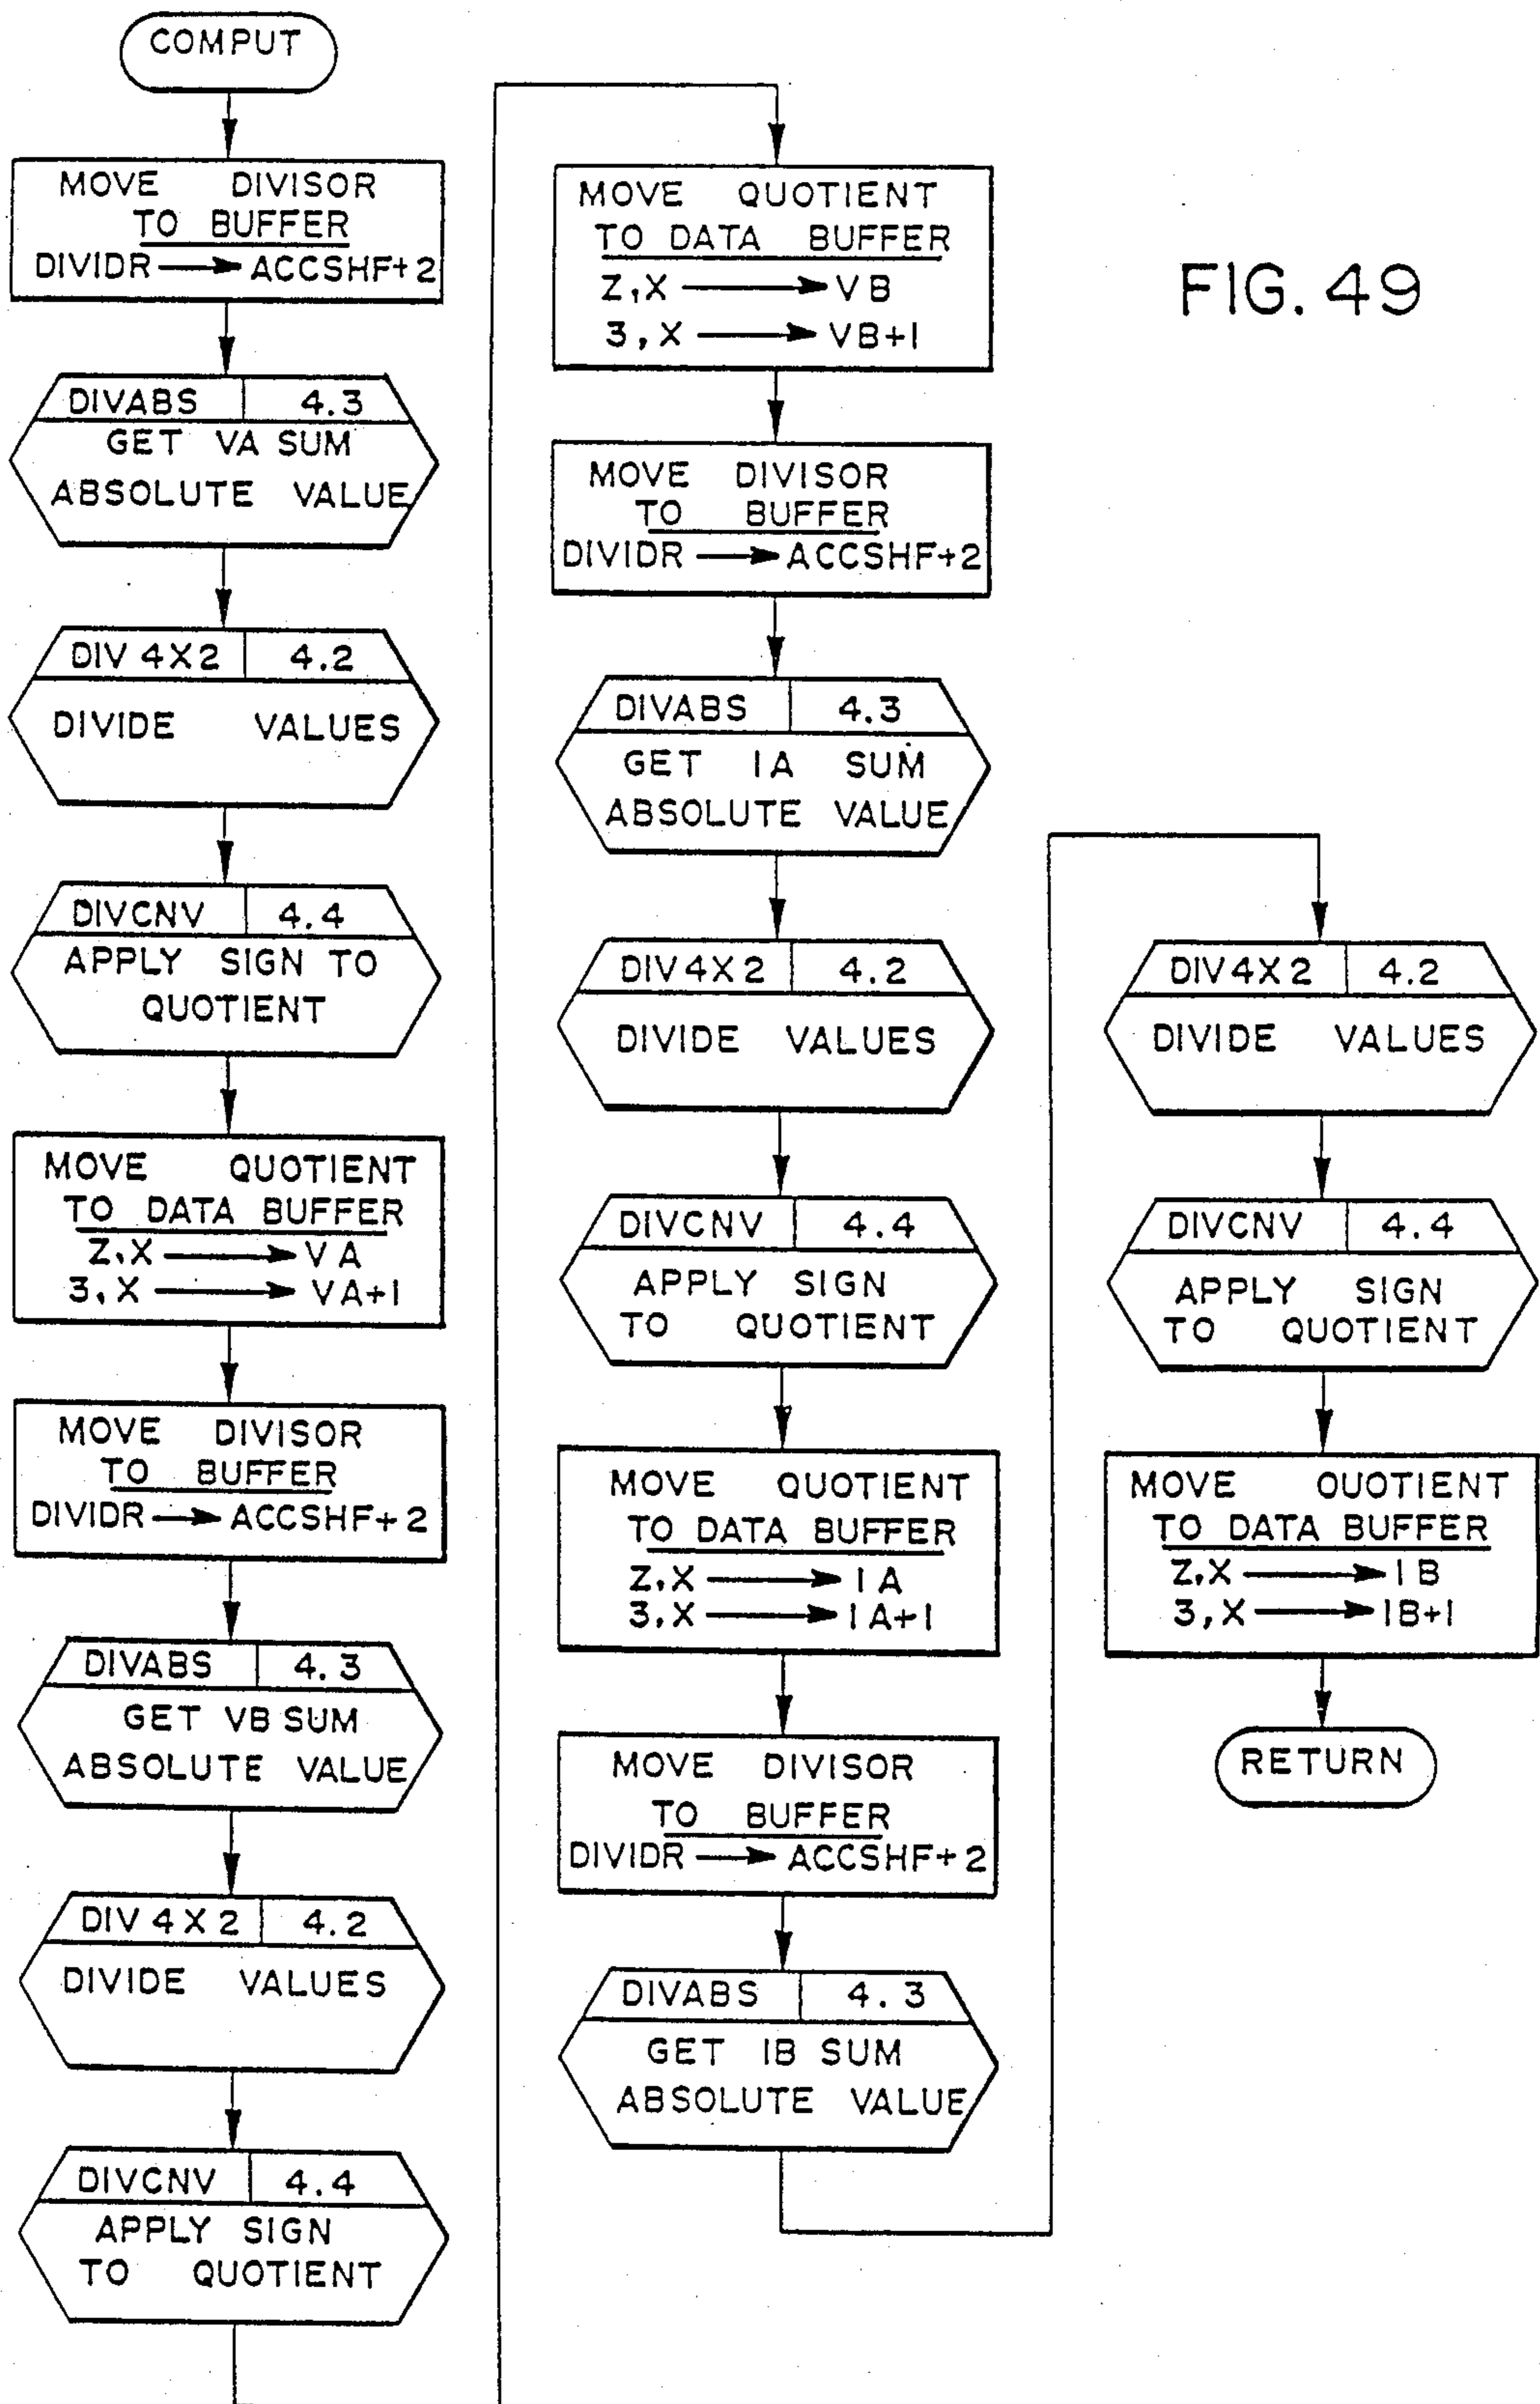 COMPUT
MOVE DIVISOR
TO BUFFER
DIVIDR → ACCSHF+2
DIVABS 4.3
GET VA SUM
ABSOLUTE VALUE
DIV 4X2 4.2
DIVIDE VALUES
DIVCNV 4.4
APPLY SIGN TO
QUOTIENT
MOVE QUOTIENT
TO DATA BUFFER
Z,X → VA
3,X → VA+1
MOVE DIVISOR
TO BUFFER
DIVIDR → ACCSHF+2
DIVABS 4.3
GET VB SUM
ABSOLUTE VALUE
DIV 4X2 4.2
DIVIDE VALUES
DIVCNV 4.4
APPLY SIGN
TO QUOTIENT
MOVE QUOTIENT
TO DATA BUFFER
Z,X → VB
3,X → VB+1
MOVE DIVISOR
TO BUFFER
DIVIDR → ACCSHF+2
DIVABS 4.3
GET IA SUM
ABSOLUTE VALUE
DIV4X2 4.2
DIVIDE VALUES
DIVCNV 4.4
APPLY SIGN
TO QUOTIENT
MOVE QUOTIENT
TO DATA BUFFER
Z,X → IA
3,X → IA+1
MOVE DIVISOR
TO BUFFER
DIVIDR → ACCSHF+2
DIVABS 4.3
GET IB SUM
ABSOLUTE VALUE
FIG. 49
DIV4X2 4.2
DIVIDE VALUES
DIVCNV 4.4
APPLY SIGN
TO QUOTIENT
MOVE QUOTIENT
TO DATA BUFFER
Z,X → IB
3,X → IB+1
RETURN